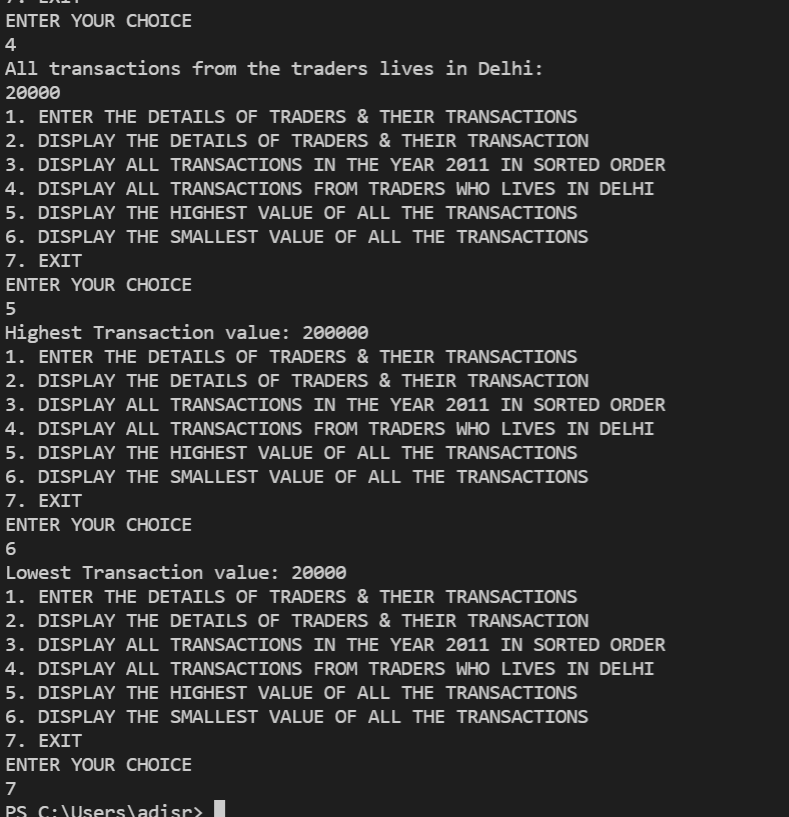 7. EXIT
ENTER YOUR CHOICE
4
All transactions from the traders lives in Delhi:
20000
1. ENTER THE DETAILS OF TRADERS & THEIR TRANSACTIONS
2. DISPLAY THE DETAILS OF TRADERS & THEIR TRANSACTION
3. DISPLAY ALL TRANSACTIONS IN THE YEAR 2011 IN SORTED ORDER
4. DISPLAY ALL TRANSACTIONS FROM TRADERS WHO LIVES IN DELHI
5. DISPLAY THE HIGHEST VALUE OF ALL THE TRANSACTIONS
6. DISPLAY THE SMALLEST VALUE OF ALL THE TRANSACTIONS
7. EXIT
ENTER YOUR CHOICE
5
Highest Transaction value: 200000
1. ENTER THE DETAILS OF TRADERS & THEIR TRANSACTIONS
2. DISPLAY THE DETAILS OF TRADERS & THEIR TRANSACTION
3. DISPLAY ALL TRANSACTIONS IN THE YEAR 2011 IN SORTED ORDER
4. DISPLAY ALL TRANSACTIONS FROM TRADERS WHO LIVES IN DELHI
5. DISPLAY THE HIGHEST VALUE OF ALL THE TRANSACTIONS
6. DISPLAY THE SMALLEST VALUE OF ALL THE TRANSACTIONS
7. EXIT
ENTER YOUR CHOICE
6
Lowest Transaction value: 20000
1. ENTER THE DETAILS OF TRADERS & THEIR TRANSACTIONS
2. DISPLAY THE DETAILS OF TRADERS & THEIR TRANSACTION
3. DISPLAY ALL TRANSACTIONS IN THE YEAR 2011 IN SORTED ORDER
4. DISPLAY ALL TRANSACTIONS FROM TRADERS WHO LIVES IN DELHI
5. DISPLAY THE HIGHEST VALUE OF ALL THE TRANSACTIONS
6. DISPLAY THE SMALLEST VALUE OF ALL THE TRANSACTIONS
7. EXIT
ENTER YOUR CHOICE
7
PS C:\Users\adisr>